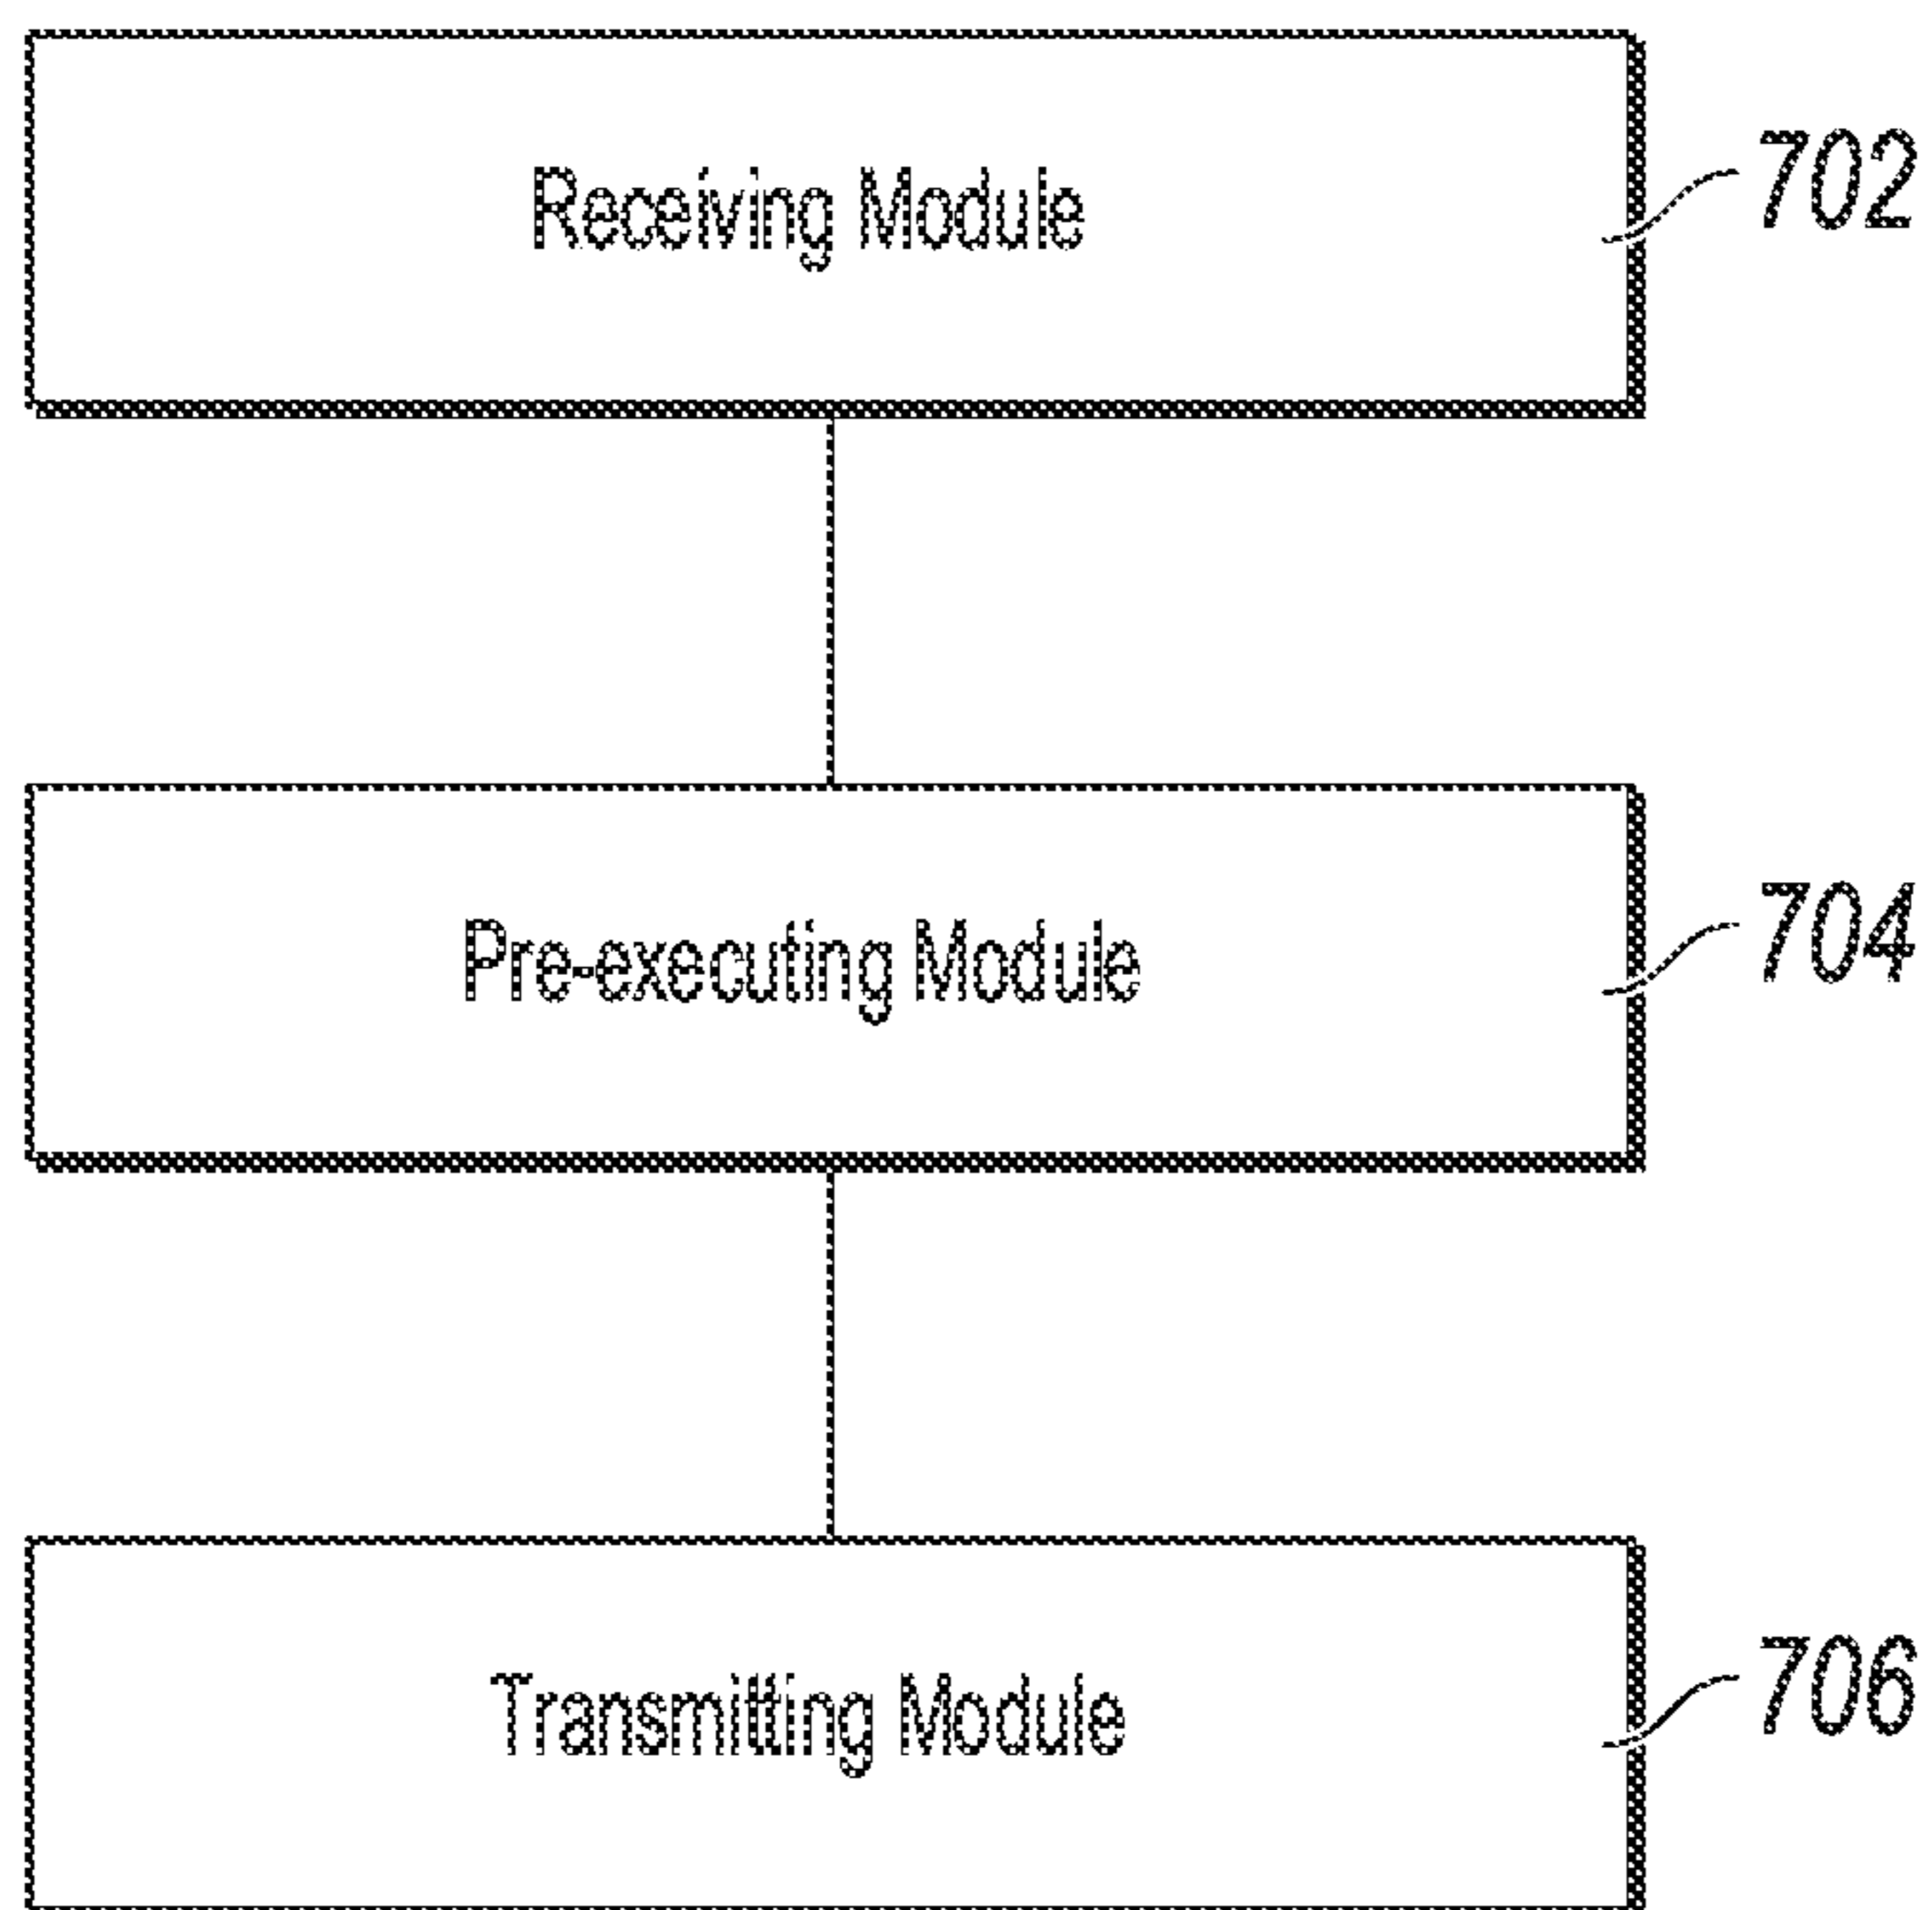 Receiving Module
702
Pre-executing Module
704
Transmitting Module
706